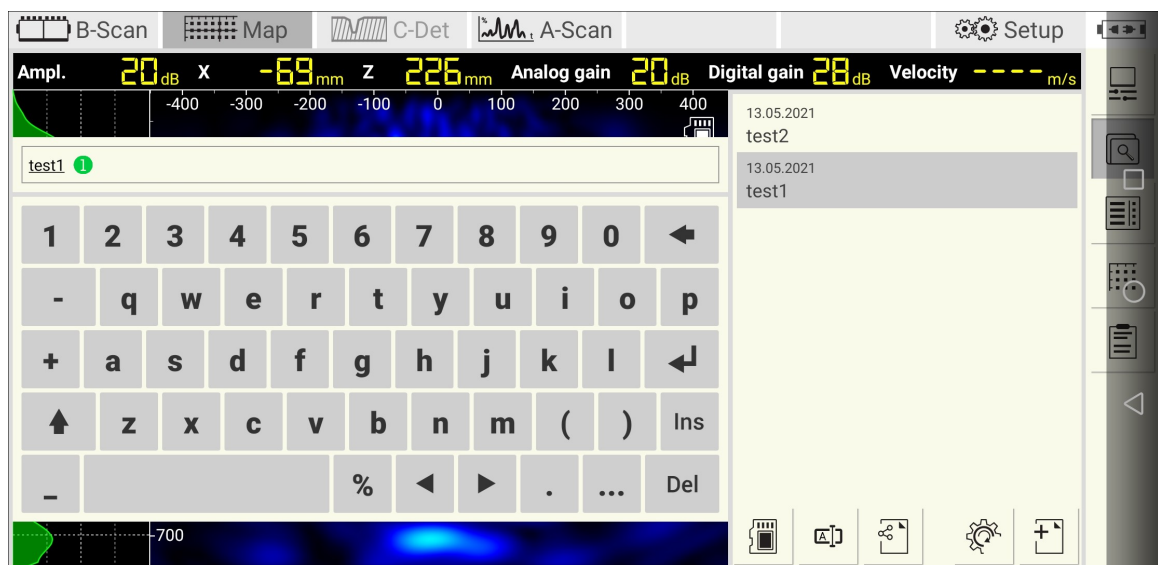 B-Scan Map C-Det A-Scan Setup
Ampl. 20 dB X -69 mm Z 226 mm Analog gain 20 dB Digital gain 28 dB Velocity ---- m/s
-400 -300 -200 -100 0 100 200 300 400
13.05.2021
test2
test1 1
13.05.2021
test1
1 2 3 4 5 6 7 8 9 0
- q w e r t y u i o p
+ a s d f g h j k l
z x c v b n m ( ) Ins
_ % . ... Del
-700